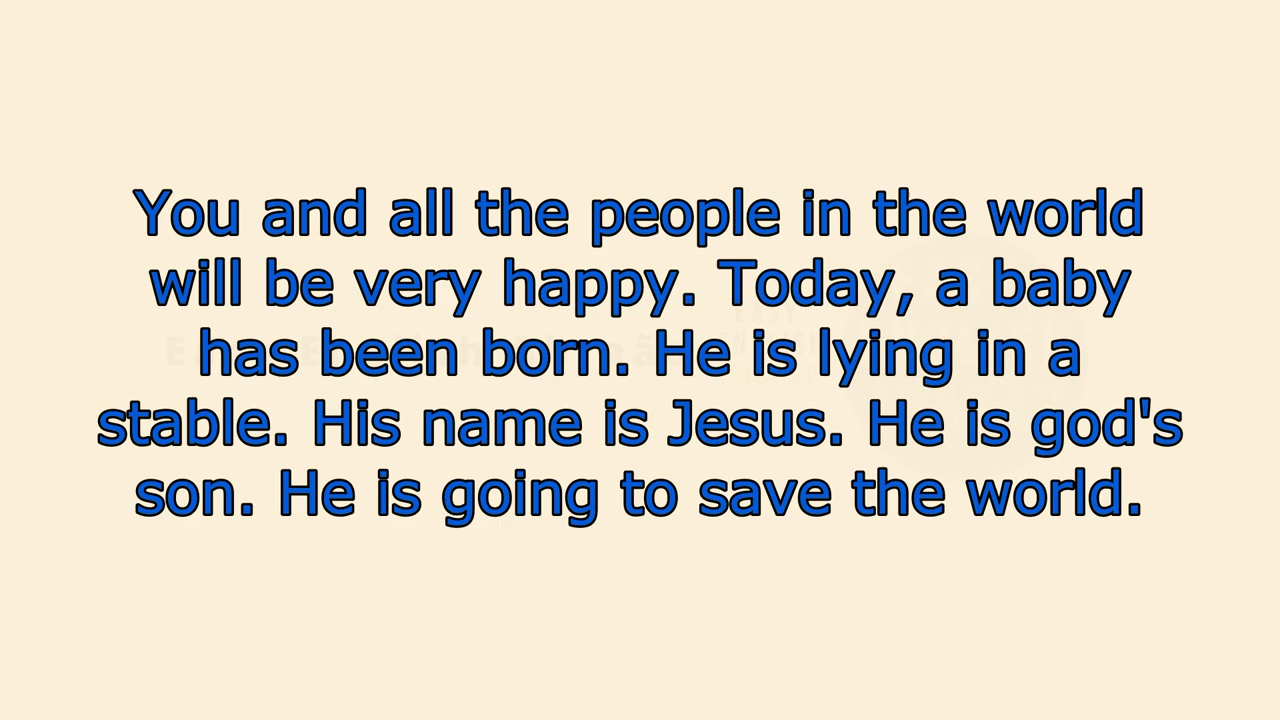 You and all the people in the world
will be very happy. Today, a baby
has been born. He is lying in a
stable. His name is Jesus. He is god's
son. He is going to save the world.